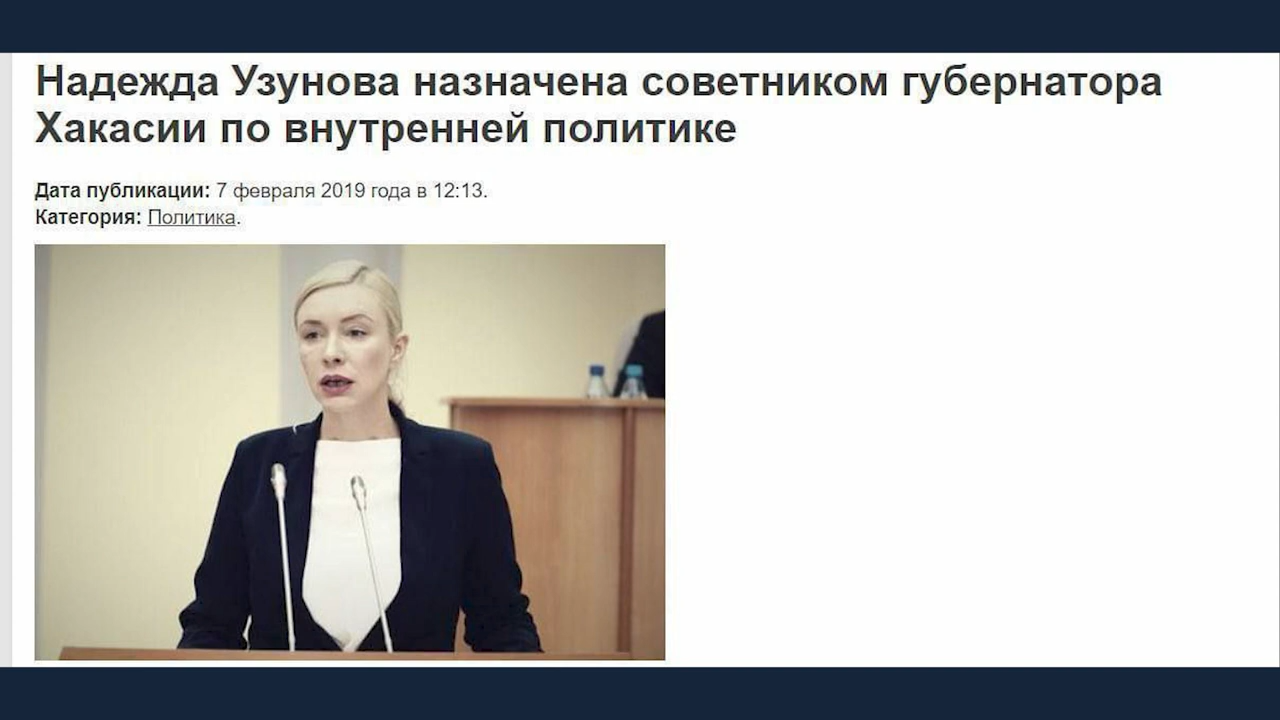 Надежда Узунова назначена советником губернатора
Хакасии по внутренней политике
Дата публикации: 7 февраля 2019 года в 12:13.
Категория: Политика.